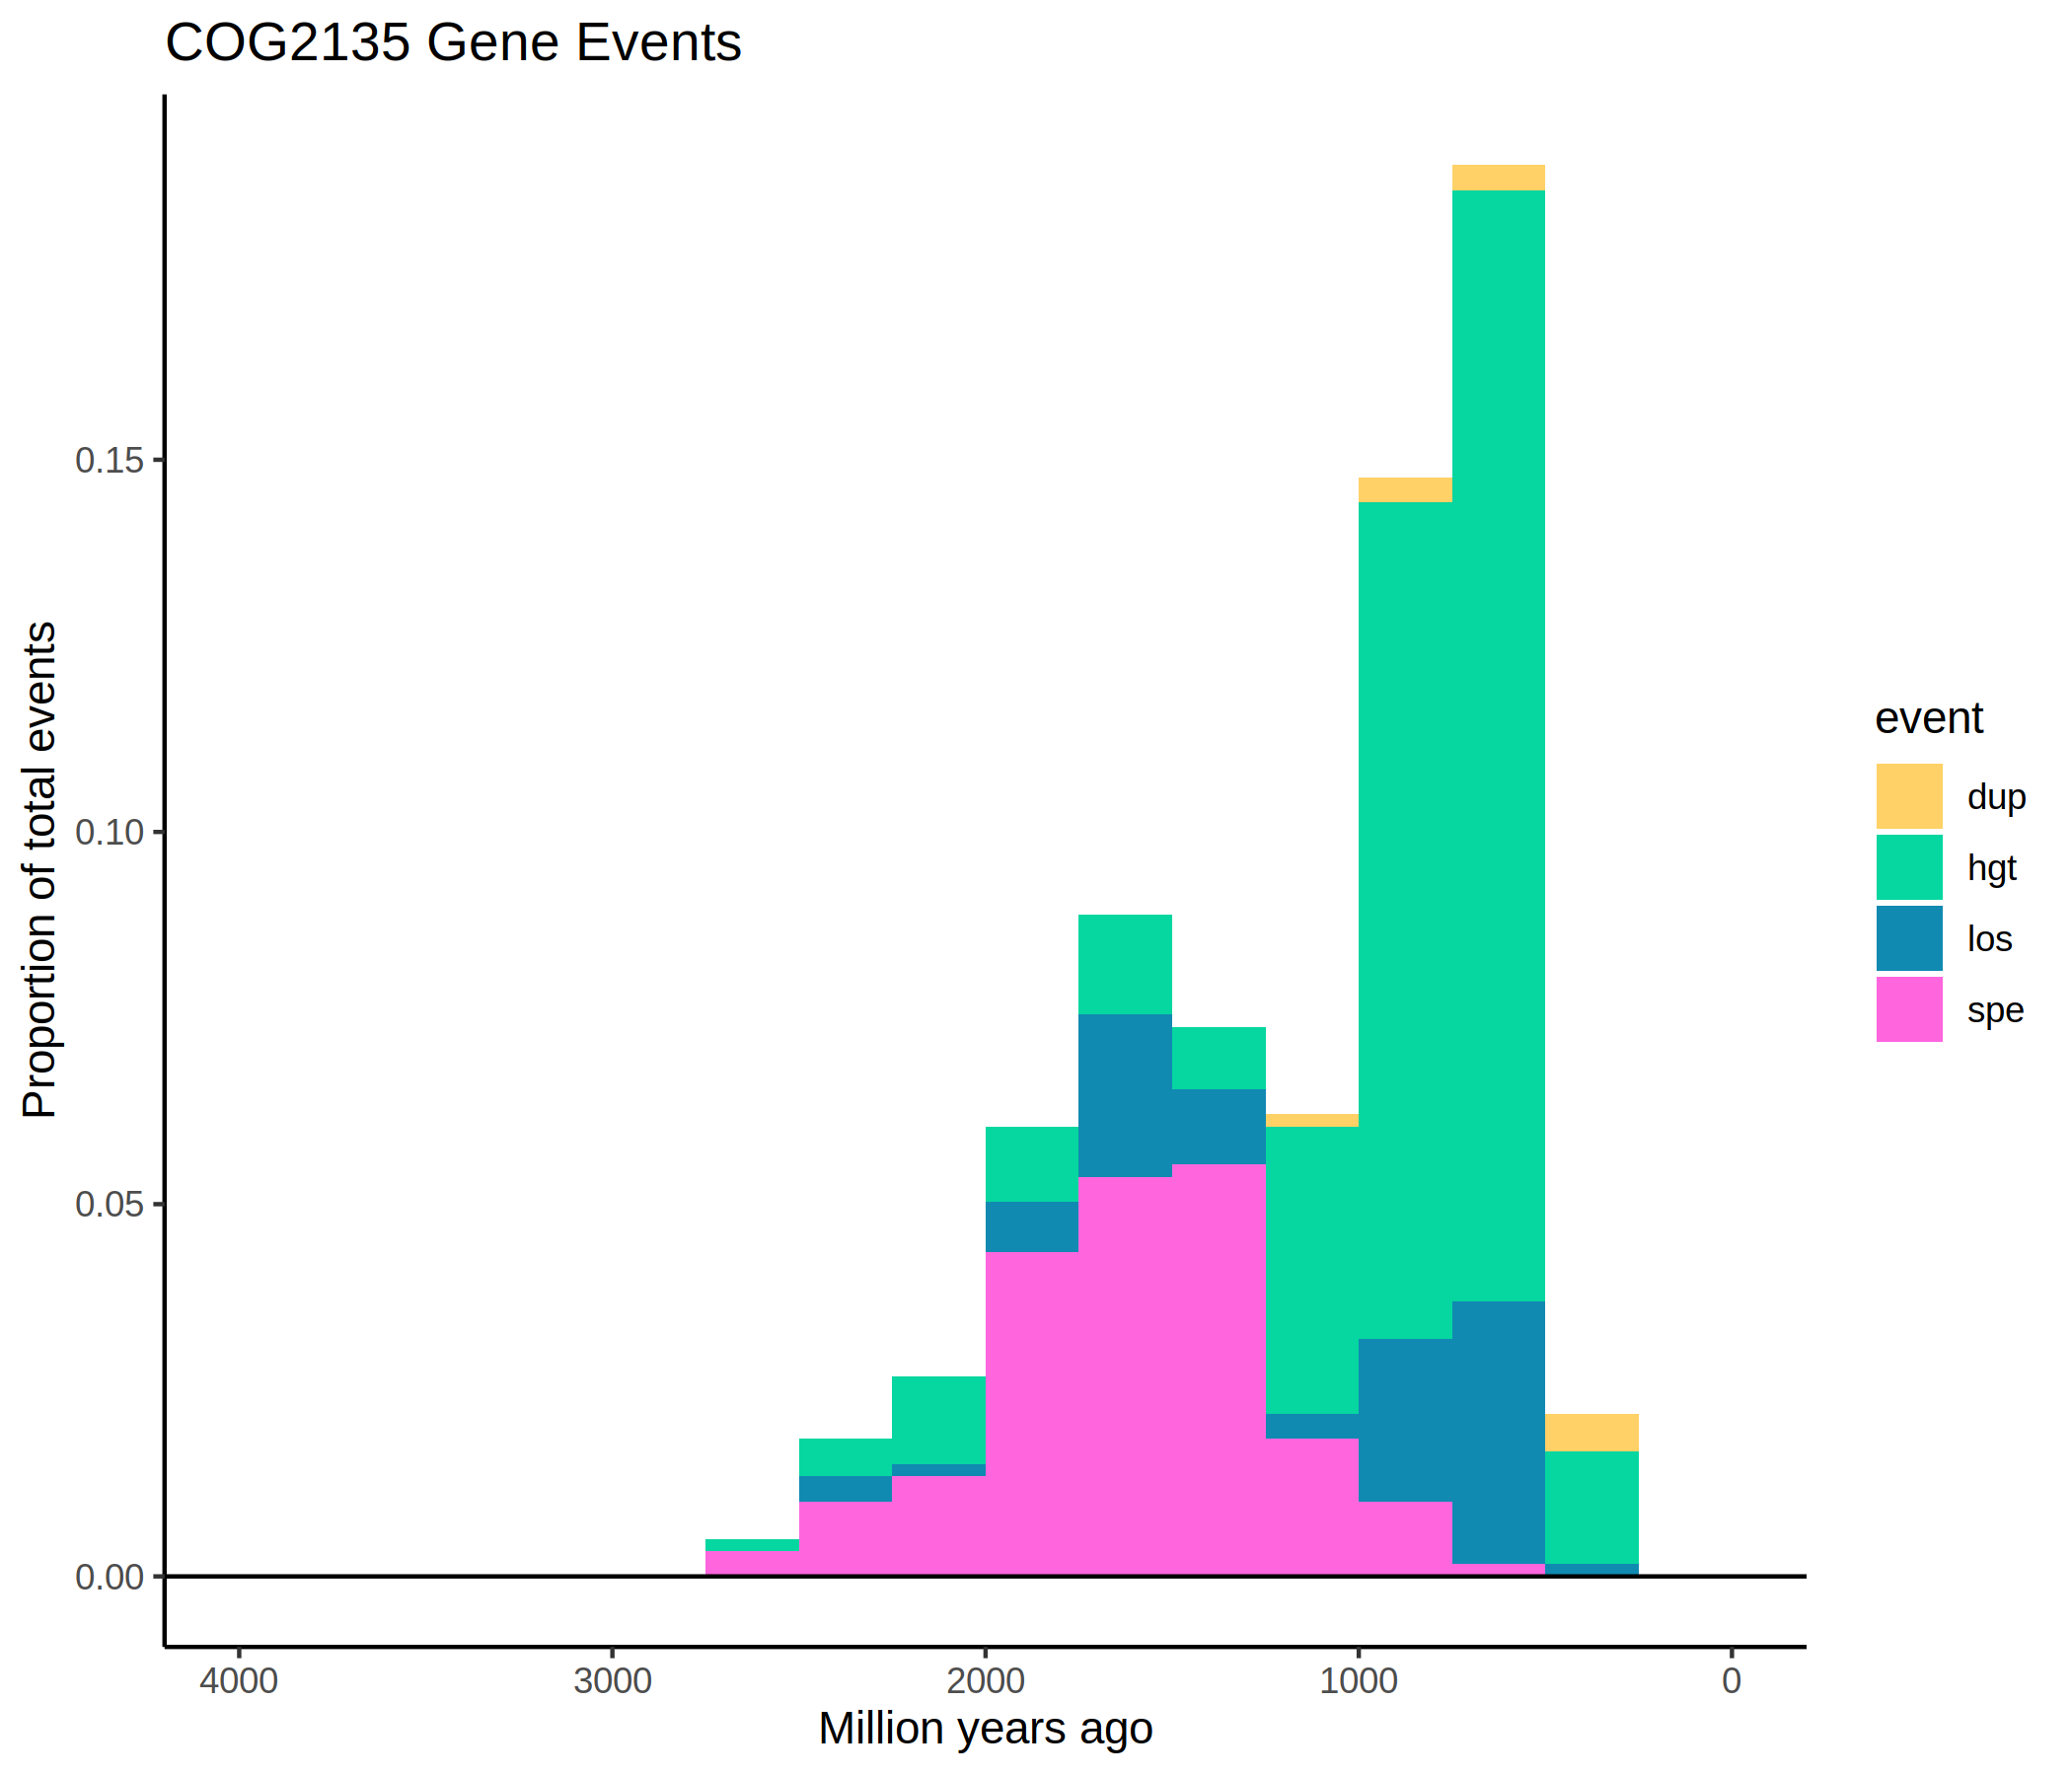 COG2135 Gene Events
Proportion of total events
0.15
0.10
0.05
0.00
4000 3000 2000 1000 0
Million years ago
event
dup
hgt
los
spe